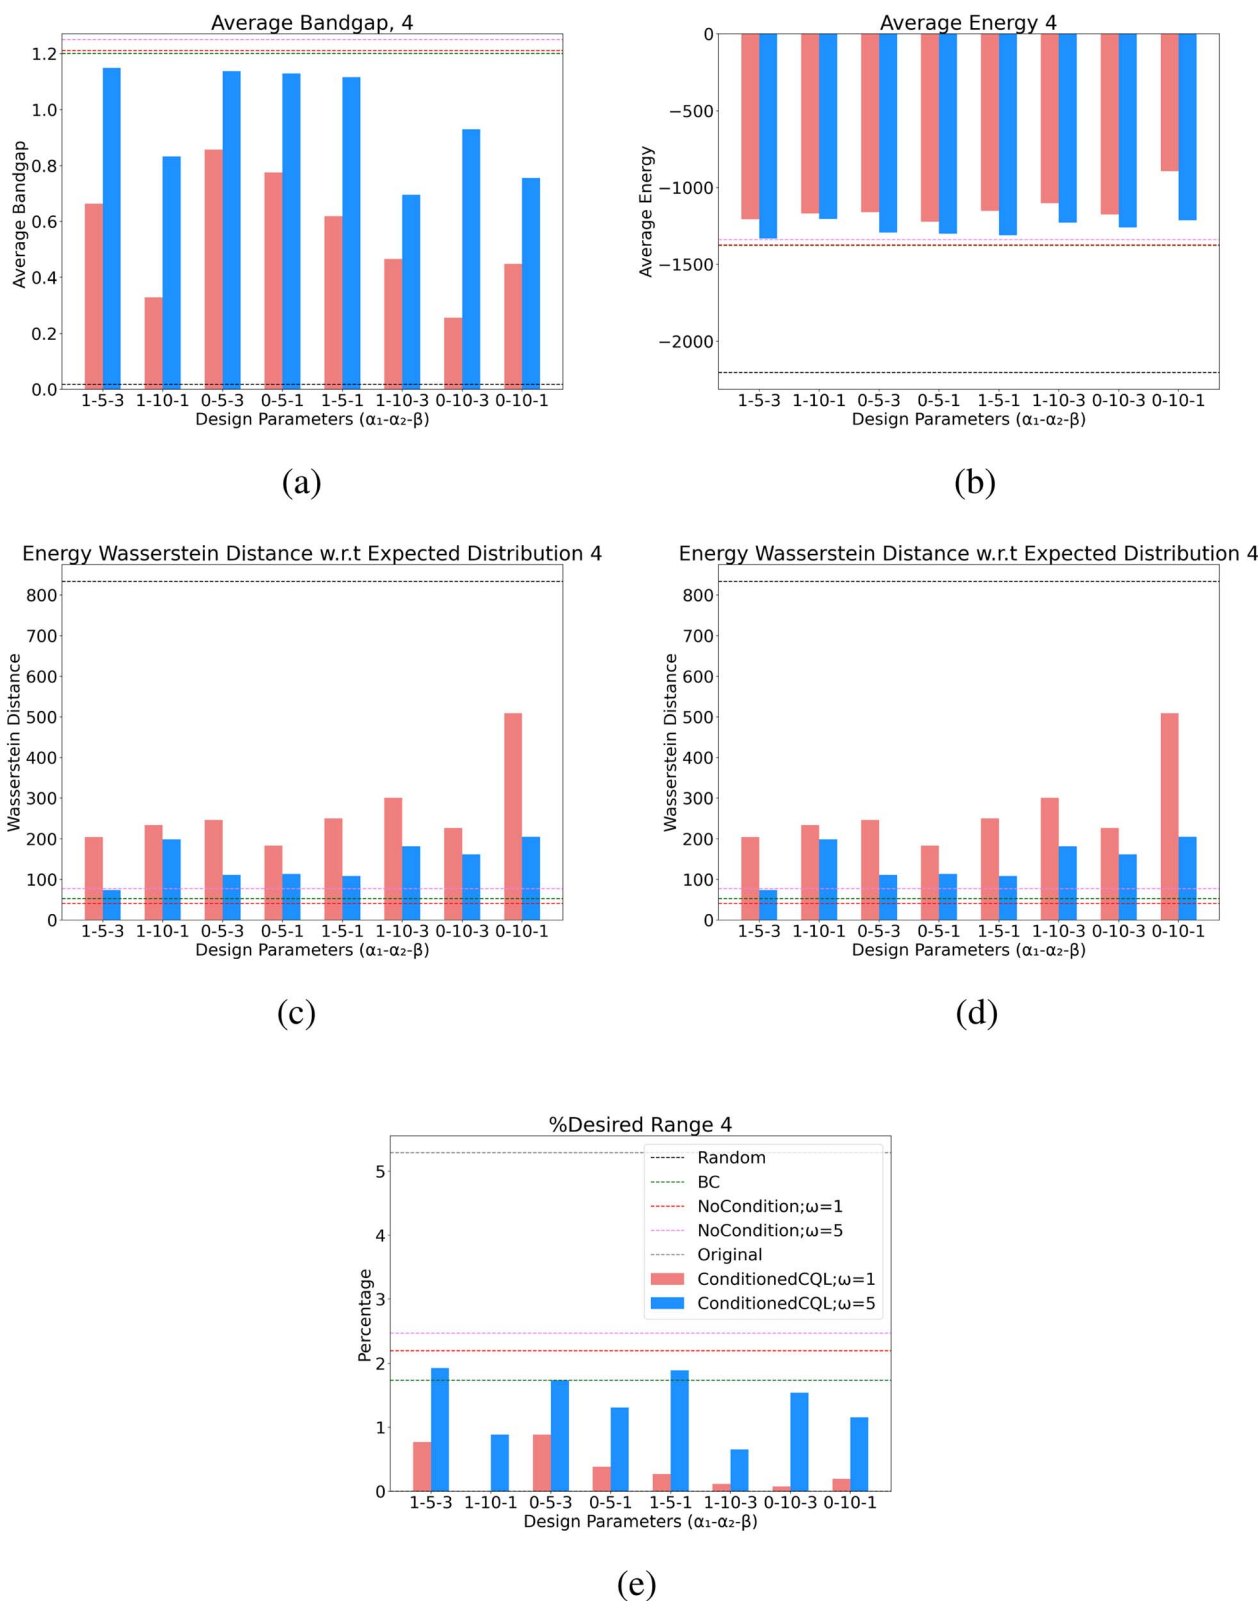 Average Bandgap, 4
Average Bandgap
1.2
1.0
0.8
0.6
0.4
0.2
0.0
1-5-3 1-10-1 0-5-3 0-5-1 1-5-1 1-10-3 0-10-3 0-10-1
Design Parameters (α₁-α₂-β)
(a)
Average Energy 4
Average Energy
0
−500
−1000
−1500
−2000
1-5-3 1-10-1 0-5-3 0-5-1 1-5-1 1-10-3 0-10-3 0-10-1
Design Parameters (α₁-α₂-β)
(b)
Energy Wasserstein Distance w.r.t Expected Distribution 4
Wasserstein Distance
800
700
600
500
400
300
200
100
0
1-5-3 1-10-1 0-5-3 0-5-1 1-5-1 1-10-3 0-10-3 0-10-1
Design Parameters (α₁-α₂-β)
(c)
Energy Wasserstein Distance w.r.t Expected Distribution 4
Wasserstein Distance
800
700
600
500
400
300
200
100
0
1-5-3 1-10-1 0-5-3 0-5-1 1-5-1 1-10-3 0-10-3 0-10-1
Design Parameters (α₁-α₂-β)
(d)
%Desired Range 4
Percentage
5
4
3
2
1
0
Random
BC
NoCondition;ω=1
NoCondition;ω=5
Original
ConditionedCQL;ω=1
ConditionedCQL;ω=5
1-5-3 1-10-1 0-5-3 0-5-1 1-5-1 1-10-3 0-10-3 0-10-1
Design Parameters (α₁-α₂-β)
(e)